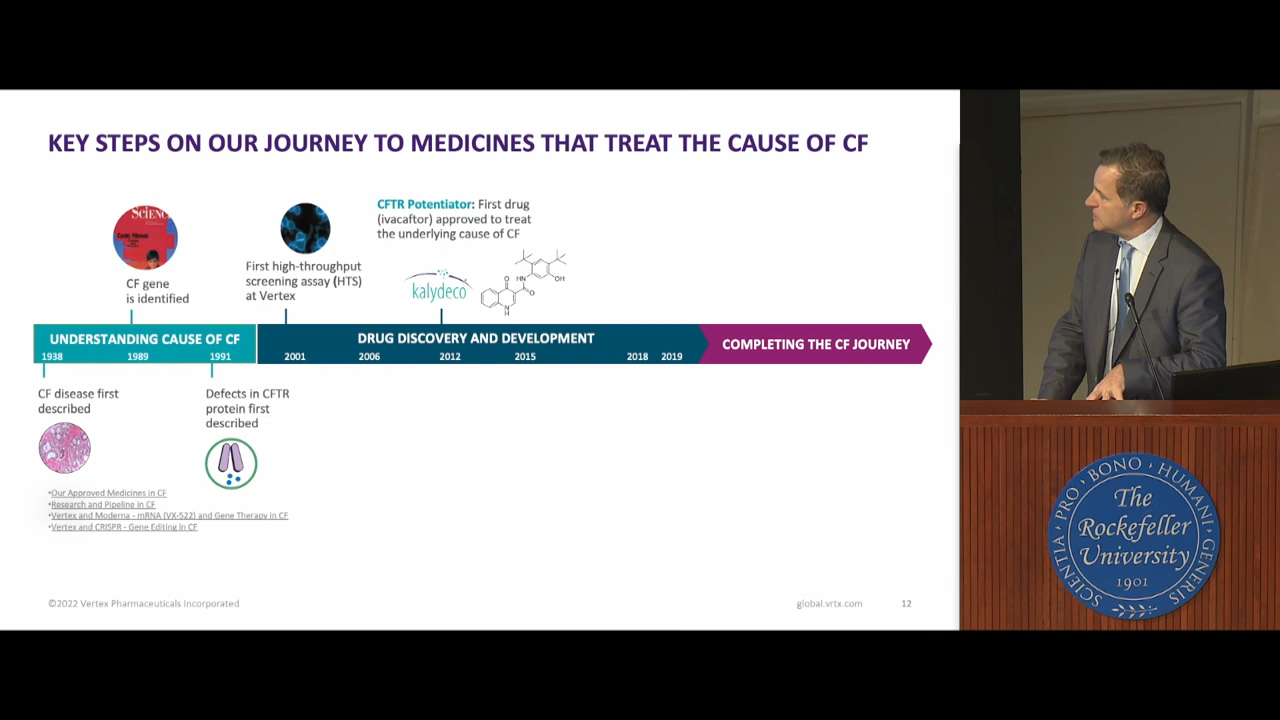 KEY STEPS ON OUR JOURNEY TO MEDICINES THAT TREAT THE CAUSE OF CF
SCIENC
Cystic Fibrosis
CF gene
is identified
First high-throughput
screening assay (HTS)
at Vertex
CFTR Potentiator: First drug
(ivacaftor) approved to treat
the underlying cause of CF
kalydeco
O
HN
O
OH
N
H
UNDERSTANDING CAUSE OF CF
1938 1989 1991
DRUG DISCOVERY AND DEVELOPMENT
2001 2006 2012 2015 2018 2019
COMPLETING THE CF JOURNEY
CF disease first
described
Defects in CFTR
protein first
described
•Our Approved Medicines in CF
•Research and Pipeline in CF
•Vertex and Moderna - mRNA (VX-522) and Gene Therapy in CF
•Vertex and CRISPR - Gene Editing in CF
©2022 Vertex Pharmaceuticals Incorporated
global.vrtx.com
12
SCIENTIA · PRO · BONO · HUMANI · GENERIS
The
Rockefeller
University
1901